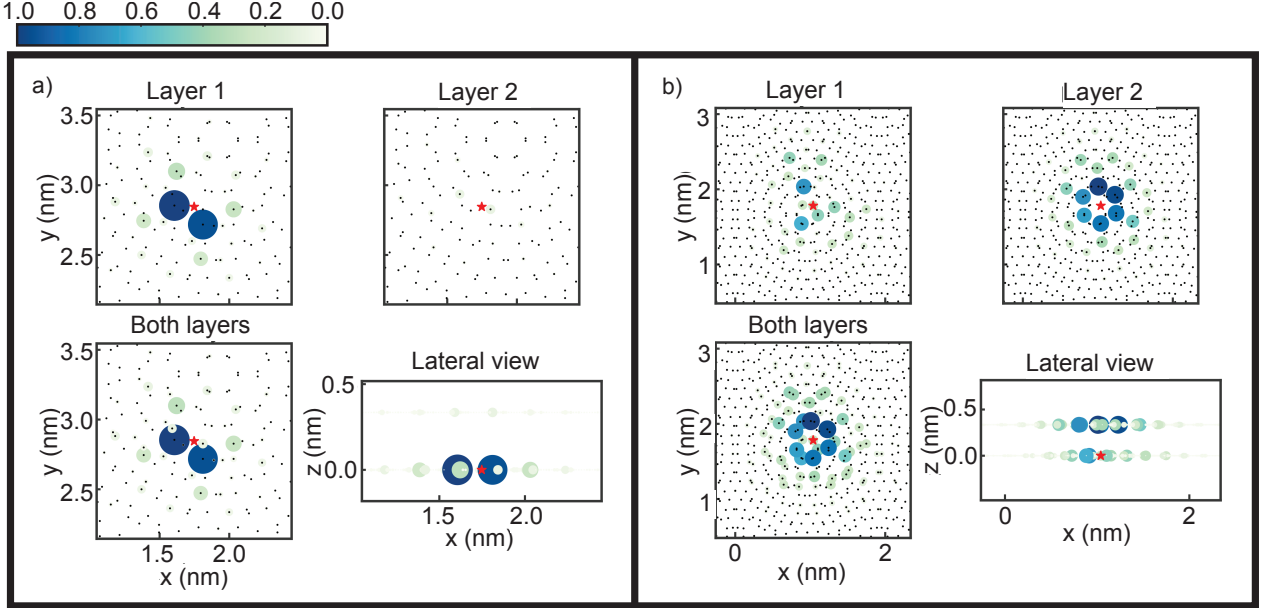 1.0 0.8 0.6 0.4 0.2 0.0
a)
Layer 1
Layer 2
3.5
3.0
2.5
y (nm)
Both layers
Lateral view
3.5
3.0
2.5
y (nm)
1.5 2.0
x (nm)
0.5
0.0
z (nm)
1.5 2.0
x (nm)
b)
Layer 1
Layer 2
3
2
1
y (nm)
Both layers
Lateral view
3
2
1
y (nm)
0 2
x (nm)
0.5
0.0
z (nm)
0 2
x (nm)